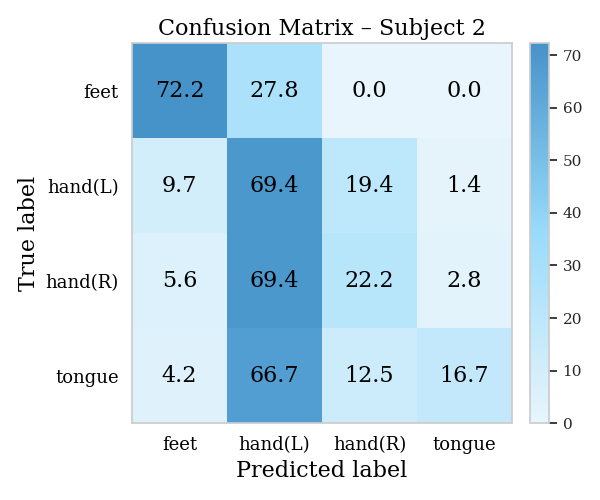 Confusion Matrix – Subject 2
feet 72.2 27.8 0.0 0.0
hand(L) 9.7 69.4 19.4 1.4
hand(R) 5.6 69.4 22.2 2.8
tongue 4.2 66.7 12.5 16.7
feet hand(L) hand(R) tongue
Predicted label
True label
70
60
50
40
30
20
10
0